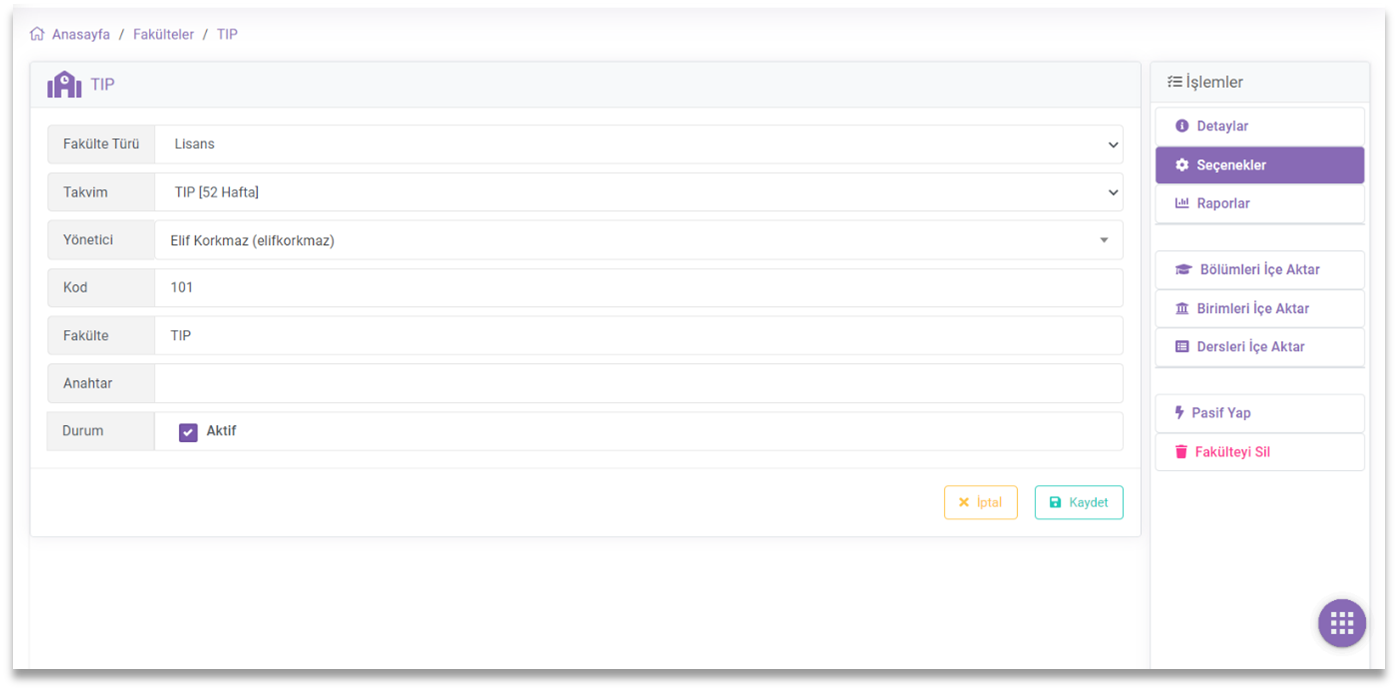 Anasayfa / Fakülteler / TIP
TIP
Fakülte Türü Lisans
Takvim TIP [52 Hafta]
Yönetici Elif Korkmaz (elifkorkmaz)
Kod 101
Fakülte TIP
Anahtar
Durum Aktif
İptal Kaydet
İşlemler
Detaylar
Seçenekler
Raporlar
Bölümleri İçe Aktar
Birimleri İçe Aktar
Dersleri İçe Aktar
Pasif Yap
Fakülteyi Sil